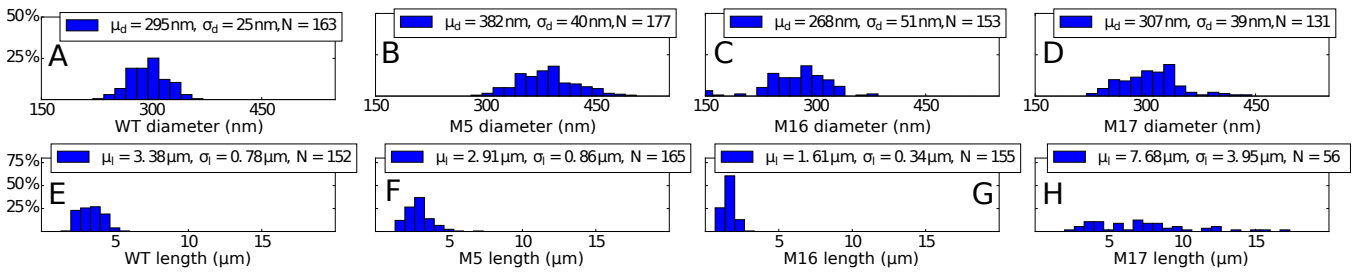 50%
25%
A
μd = 295nm, σd = 25nm,N = 163
150 300 450
WT diameter (nm)
B
μd = 382nm, σd = 40nm,N = 177
300 450
M5 diameter (nm)
C
μd = 268nm, σd = 51nm,N = 153
150 300 450
M16 diameter (nm)
D
μd = 307nm, σd = 39nm,N = 131
150 300 450
M17 diameter (nm)
75%
50%
25%
E
μl = 3.38μm, σl = 0.78μm, N = 152
5 10 15
WT length (μm)
F
μl = 2.91μm, σl = 0.86μm, N = 165
5 10 15
M5 length (μm)
G
μl = 1.61μm, σl = 0.34μm, N = 155
5 10 15
M16 length (μm)
H
μl = 7.68μm, σl = 3.95μm, N = 56
5 10 15
M17 length (μm)